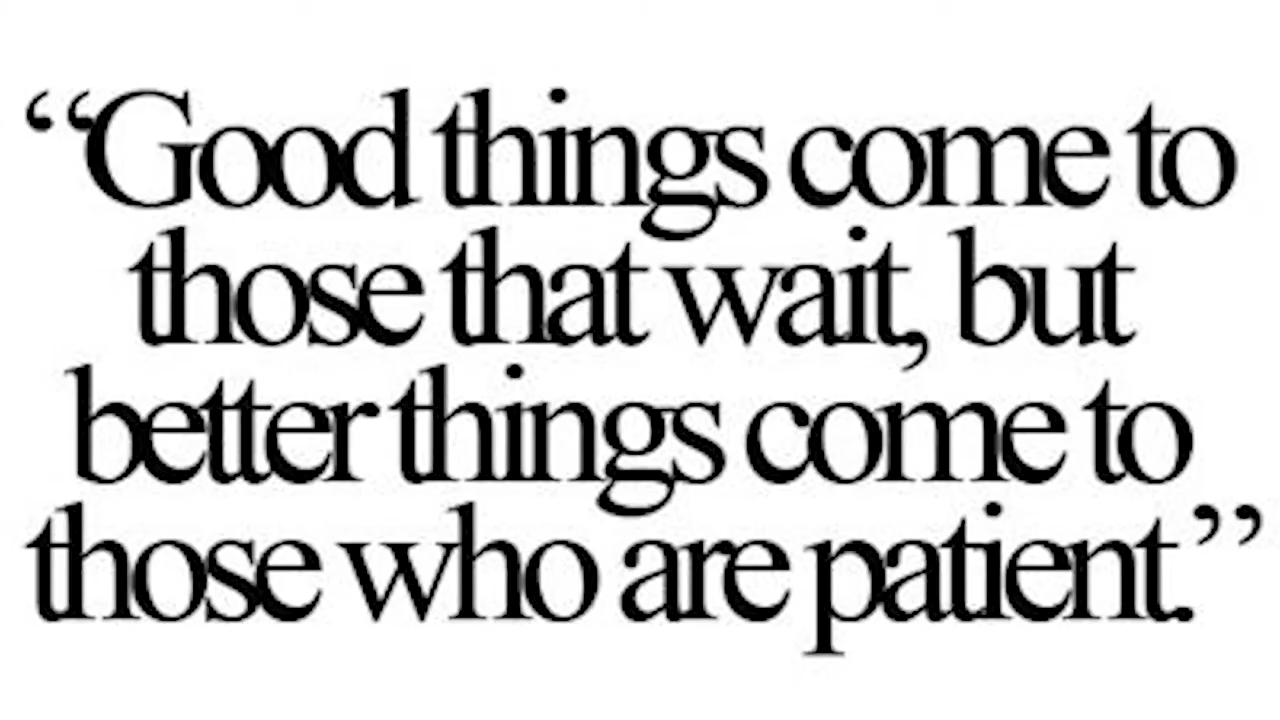 “Good things come to
those that wait, but
better things come to
those who are patient.”